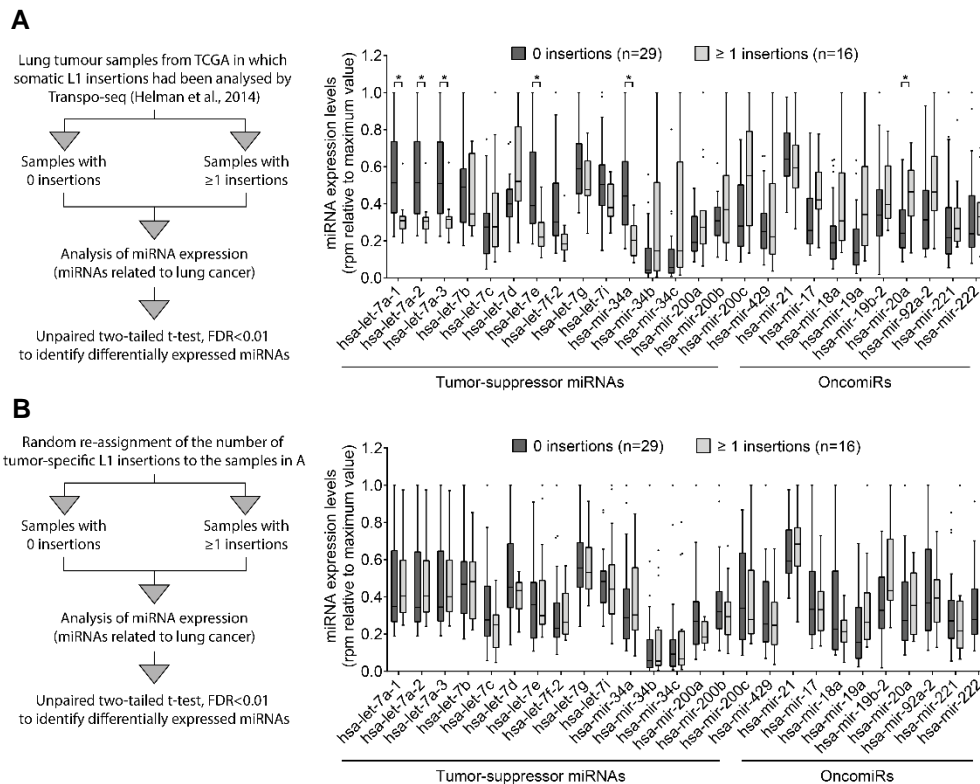 A
Lung tumour samples from TCGA in which
somatic L1 insertions had been analysed by
Transpo-seq (Helman et al., 2014)
Samples with
0 insertions
Samples with
≥1 insertions
Analysis of miRNA expression
(miRNAs related to lung cancer)
Unpaired two-tailed t-test, FDR<0.01
to identify differentially expressed miRNAs
miRNA expression levels
(rpm relative to maximum value)
1.2
1.0
0.8
0.6
0.4
0.2
0.0
0 insertions (n=29)
≥ 1 insertions (n=16)
* * * * * *
hsa-let-7a-1
hsa-let-7a-2
hsa-let-7a-3
hsa-let-7b
hsa-let-7c
hsa-let-7d
hsa-let-7e
hsa-let-7f-2
hsa-let-7g
hsa-let-7i
hsa-mir-34a
hsa-mir-34b
hsa-mir-34c
hsa-mir-200a
hsa-mir-200b
hsa-mir-200c
hsa-mir-429
hsa-mir-21
hsa-mir-17
hsa-mir-18a
hsa-mir-19a
hsa-mir-19b-2
hsa-mir-20a
hsa-mir-92a-2
hsa-mir-221
hsa-mir-222
Tumor-suppressor miRNAs
OncomiRs
B
Random re-assignment of the number of
tumor-specific L1 insertions to the samples in A
Samples with
0 insertions
Samples with
≥1 insertions
Analysis of miRNA expression
(miRNAs related to lung cancer)
Unpaired two-tailed t-test, FDR<0.01
to identify differentially expressed miRNAs
miRNA expression levels
(rpm relative to maximum value)
1.2
1.0
0.8
0.6
0.4
0.2
0.0
0 insertions (n=29)
≥ 1 insertions (n=16)
hsa-let-7a-1
hsa-let-7a-2
hsa-let-7a-3
hsa-let-7b
hsa-let-7c
hsa-let-7d
hsa-let-7e
hsa-let-7f-2
hsa-let-7g
hsa-let-7i
hsa-mir-34a
hsa-mir-34b
hsa-mir-34c
hsa-mir-200a
hsa-mir-200b
hsa-mir-200c
hsa-mir-429
hsa-mir-21
hsa-mir-17
hsa-mir-18a
hsa-mir-19a
hsa-mir-19b-2
hsa-mir-20a
hsa-mir-92a-2
hsa-mir-221
hsa-mir-222
Tumor-suppressor miRNAs
OncomiRs